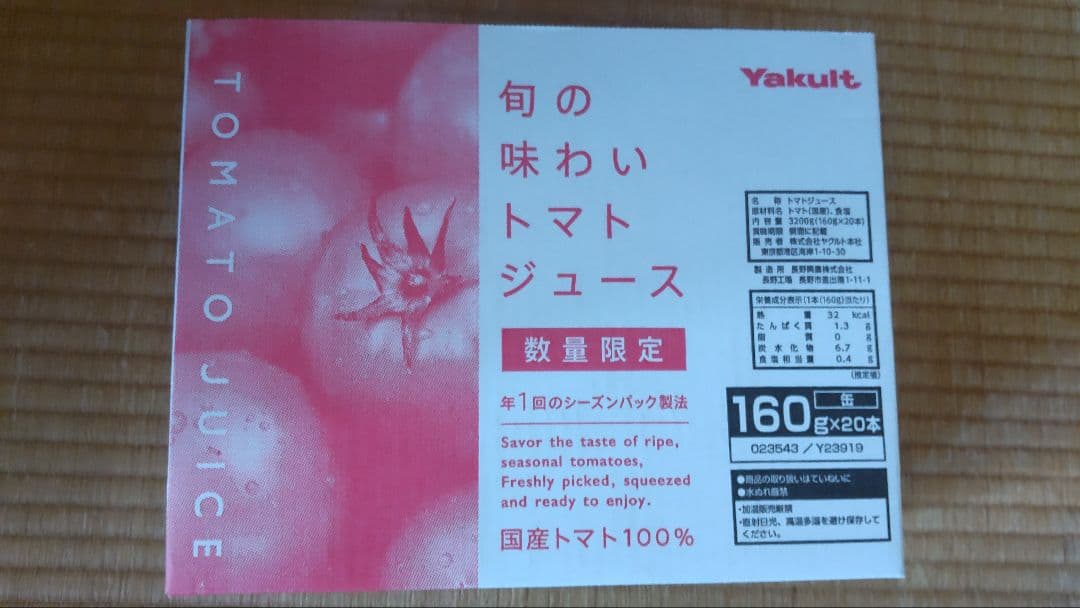 TOMATO JUICE
Yakult
旬の
味わい
トマト
ジュース
数量限定
年1回のシーズンパック製法
Savor the taste of ripe,
seasonal tomatoes,
Freshly picked, squeezed
and ready to enjoy.
国産トマト100%
名称 トマトジュース
原材料名 トマト(国産)、食塩
内容量 3200g(160g×20本)
賞味期限 側面に記載
販売者 株式会社ヤクルト本社
東京都港区海岸1-10-30
製造所 長野興農株式会社
長野工場 長野市直出南1-11-1
栄養成分表示(1本(160g)当たり)
熱量 32 kcal
たんぱく質 1.3 g
脂質 0 g
炭水化物 6.7 g
食塩相当量 0.4 g
(推定値)
160g×20本
缶
023543/Y23919
●商品の取り扱いはていねいに
●水ぬれ厳禁
・加温販売厳禁
・直射日光、高温多湿を避け保存して
ください。